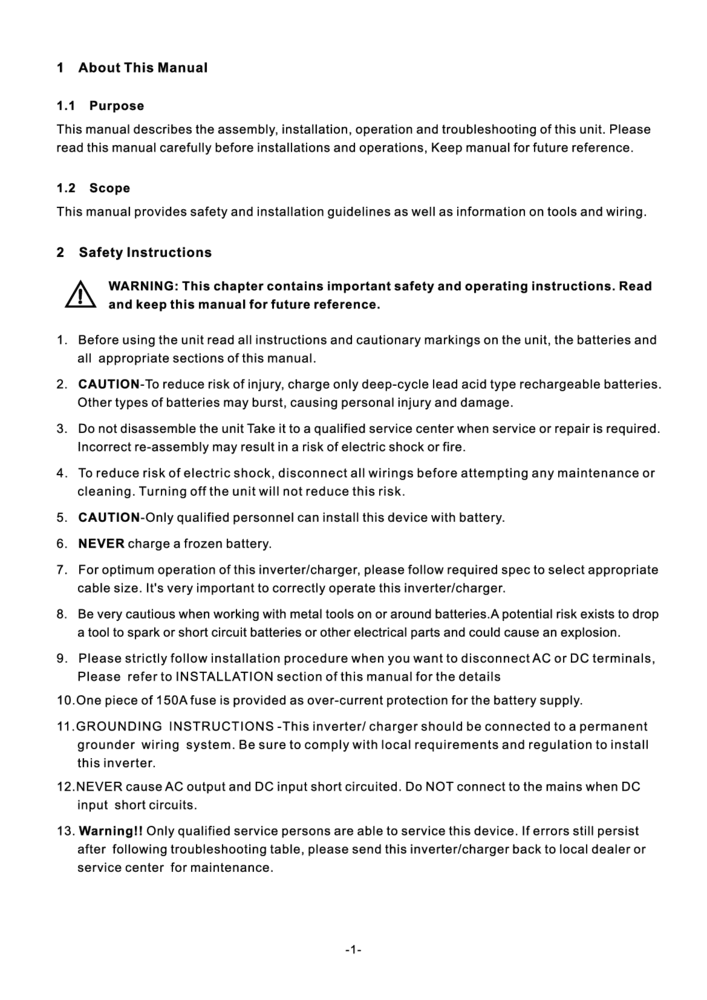 1 About This Manual
1.1 Purpose
This manual describes the assembly, installation, operation and troubleshooting of this unit. Please
read this manual carefully before installations and operations, Keep manual for future reference.
1.2 Scope
This manual provides safety and installation guidelines as well as information on tools and wiring.
2 Safety Instructions
WARNING: This chapter contains important safety and operating instructions. Read
and keep this manual for future reference.
1. Before using the unit read all instructions and cautionary markings on the unit, the batteries and
all appropriate sections of this manual.
2. CAUTION-To reduce risk of injury, charge only deep-cycle lead acid type rechargeable batteries.
Other types of batteries may burst, causing personal injury and damage.
3. Do not disassemble the unit Take it to a qualified service center when service or repair is required.
Incorrect re-assembly may result in a risk of electric shock or fire.
4. To reduce risk of electric shock, disconnect all wirings before attempting any maintenance or
cleaning. Turning off the unit will not reduce this risk.
5. CAUTION-Only qualified personnel can install this device with battery.
6. NEVER charge a frozen battery.
7. For optimum operation of this inverter/charger, please follow required spec to select appropriate
cable size. It's very important to correctly operate this inverter/charger.
8. Be very cautious when working with metal tools on or around batteries.A potential risk exists to drop
a tool to spark or short circuit batteries or other electrical parts and could cause an explosion.
9. Please strictly follow installation procedure when you want to disconnect AC or DC terminals,
Please refer to INSTALLATION section of this manual for the details
10.One piece of 150A fuse is provided as over-current protection for the battery supply.
11.GROUNDING INSTRUCTIONS -This inverter/ charger should be connected to a permanent
grounder wiring system. Be sure to comply with local requirements and regulation to install
this inverter.
12.NEVER cause AC output and DC input short circuited. Do NOT connect to the mains when DC
input short circuits.
13. Warning!! Only qualified service persons are able to service this device. If errors still persist
after following troubleshooting table, please send this inverter/charger back to local dealer or
service center for maintenance.
-1-